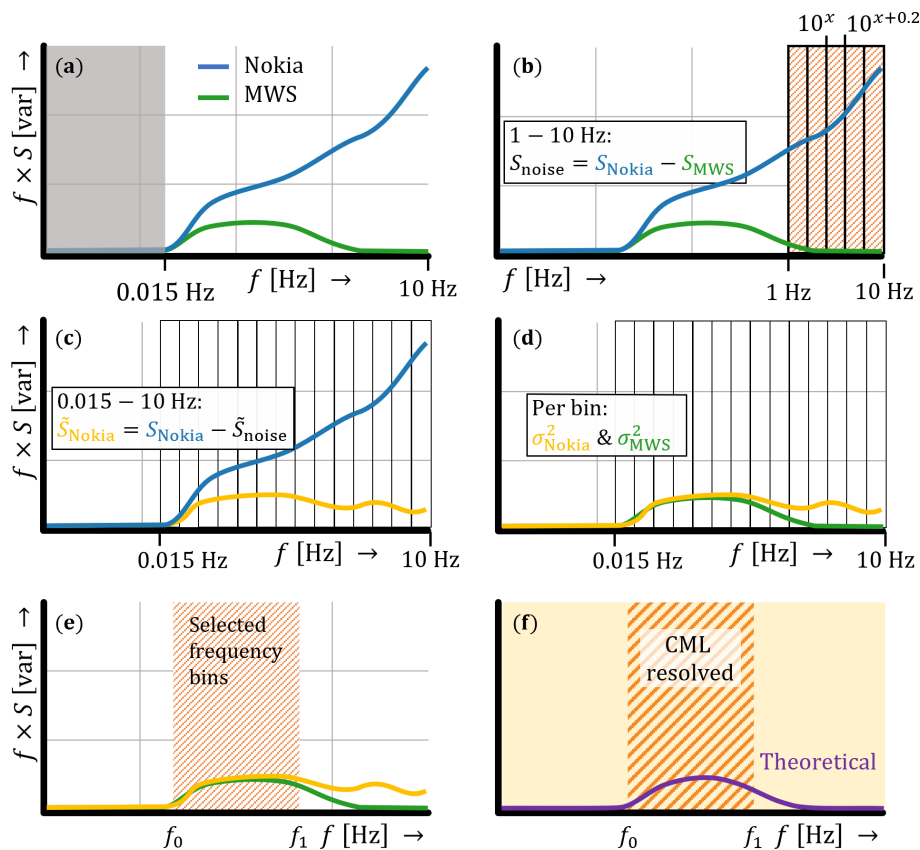 (a)
Nokia
MWS
f × S [var] →
f [Hz] →
0.015 Hz
10 Hz
(b)
10^x
10^{x+0.2}
1 − 10 Hz:
S_noise = S_Nokia − S_MWS
f [Hz] →
1 Hz
10 Hz
(c)
f × S [var] →
0.015 − 10 Hz:
S̃_Nokia = S_Nokia − S̃_noise
0.015 Hz
f [Hz] →
10 Hz
(d)
Per bin:
σ²_Nokia & σ²_MWS
0.015 Hz
f [Hz] →
10 Hz
(e)
f × S [var] →
Selected
frequency
bins
f_0
f_1
f [Hz] →
(f)
CML
resolved
Theoretical
f_0
f_1
f [Hz] →